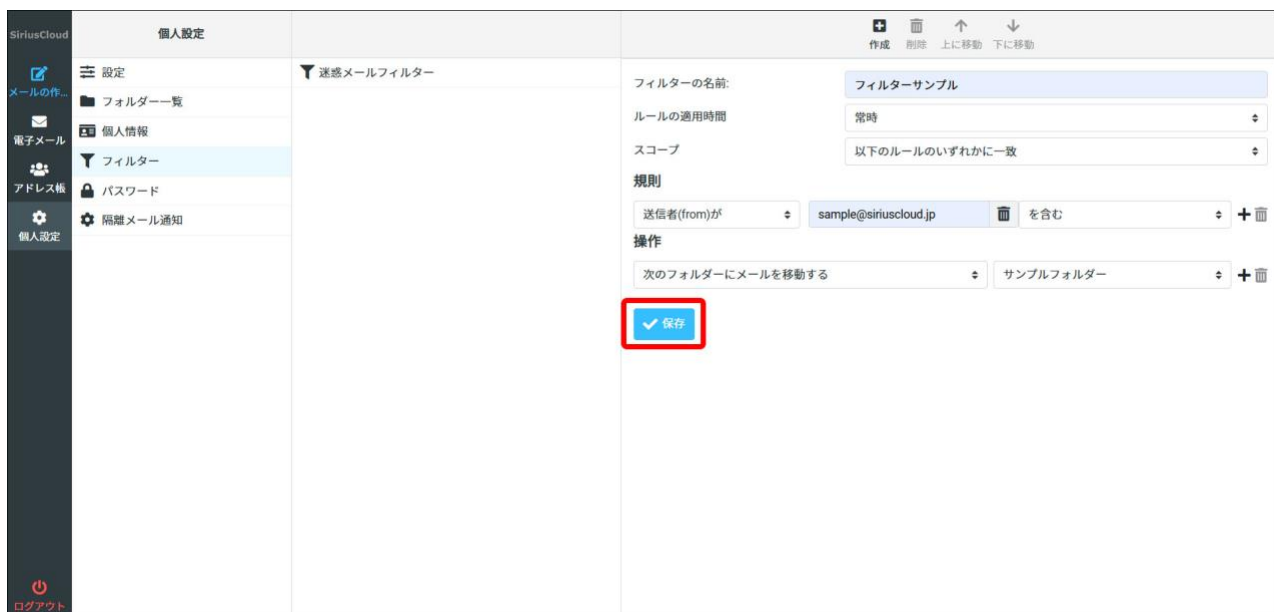 SiriusCloud
メールの作...
電子メール
アドレス帳
個人設定
ログアウト
個人設定
設定
フォルダー一覧
個人情報
フィルター
パスワード
隔離メール通知
迷惑メールフィルター
作成 削除 上に移動 下に移動
フィルターの名前: フィルターサンプル
ルールの適用時間 常時
スコープ 以下のルールのいずれかに一致
規則
送信者(from)が sample@siriuscloud.jp を含む
操作
次のフォルダーにメールを移動する サンプルフォルダー
保存